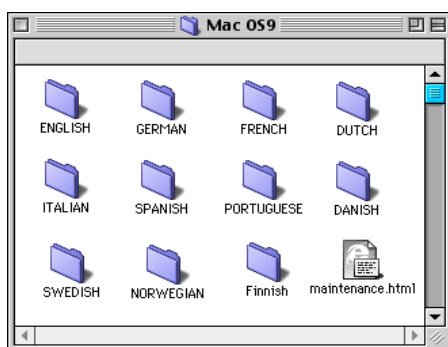 Mac OS9
ENGLISH GERMAN FRENCH DUTCH
ITALIAN SPANISH PORTUGUESE DANISH
SWEDISH NORWEGIAN Finnish maintenance.html